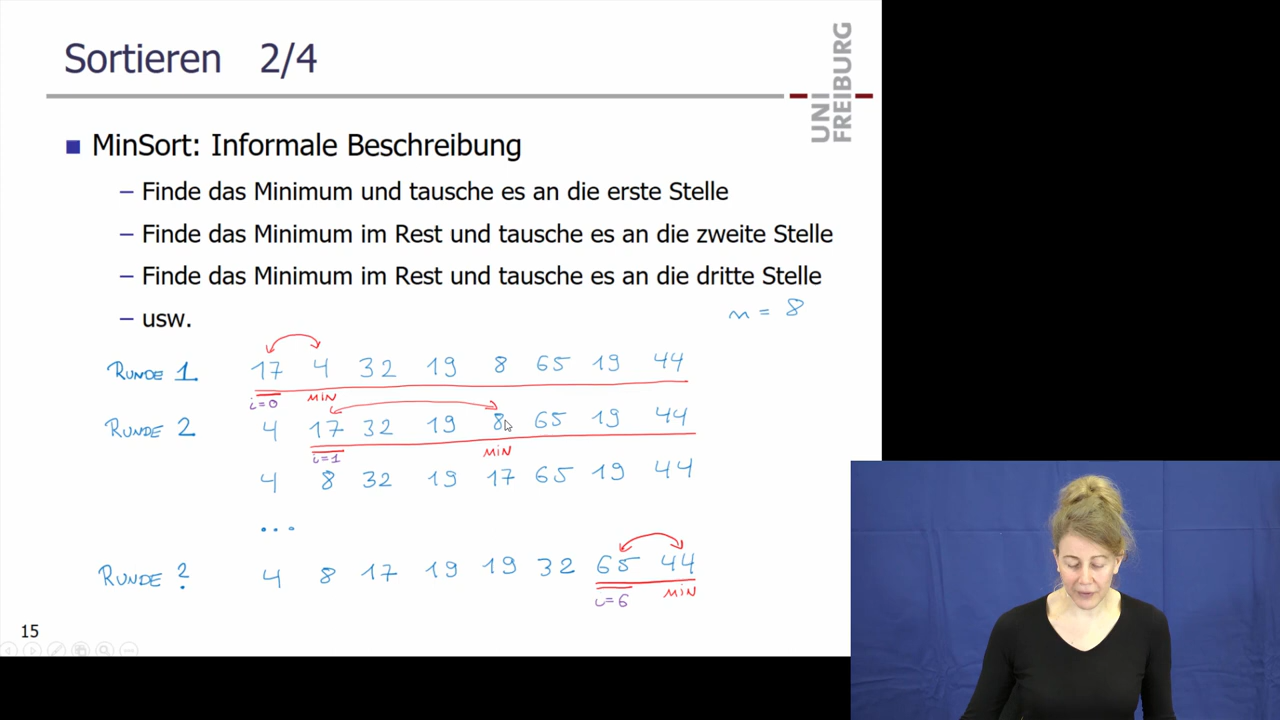 Sortieren 2/4
UNI
FREIBURG
MinSort: Informale Beschreibung
– Finde das Minimum und tausche es an die erste Stelle
– Finde das Minimum im Rest und tausche es an die zweite Stelle
– Finde das Minimum im Rest und tausche es an die dritte Stelle
– usw.
n = 8
RUNDE 1 17 4 32 19 8 65 19 44
i=0 MIN
RUNDE 2 4 17 32 19 8 65 19 44
i=1 MIN
4 8 32 19 17 65 19 44
...
RUNDE ? 4 8 17 19 19 32 65 44
i=6 MIN
15